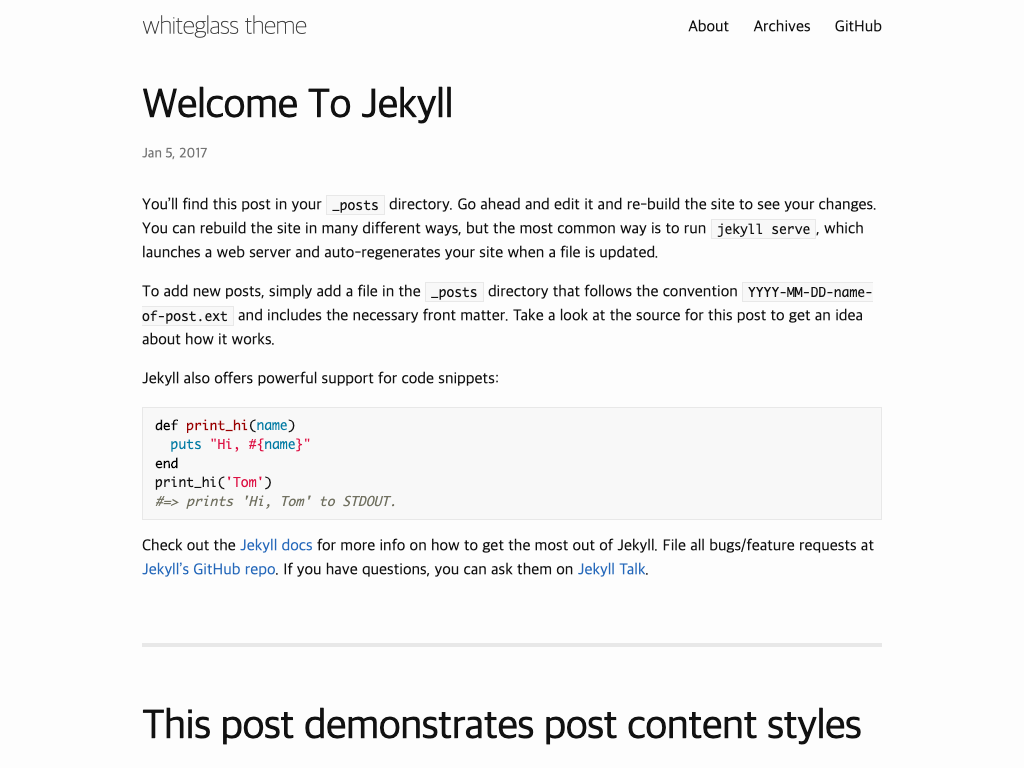 whiteglass theme
About Archives GitHub
Welcome To Jekyll
Jan 5, 2017
You’ll find this post in your _posts directory. Go ahead and edit it and re-build the site to see your changes.
You can rebuild the site in many different ways, but the most common way is to run jekyll serve, which
launches a web server and auto-regenerates your site when a file is updated.
To add new posts, simply add a file in the _posts directory that follows the convention YYYY-MM-DD-name-
of-post.ext and includes the necessary front matter. Take a look at the source for this post to get an idea
about how it works.
Jekyll also offers powerful support for code snippets:
def print_hi(name)
  puts "Hi, #{name}"
end
print_hi('Tom')
#=> prints 'Hi, Tom' to STDOUT.
Check out the Jekyll docs for more info on how to get the most out of Jekyll. File all bugs/feature requests at
Jekyll’s GitHub repo. If you have questions, you can ask them on Jekyll Talk.
This post demonstrates post content styles